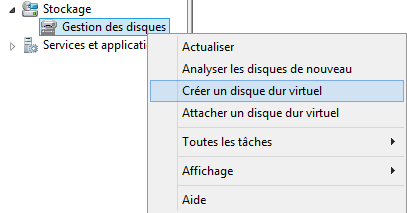 Stockage
Gestion des disques
Services et applicatio
Actualiser
Analyser les disques de nouveau
Créer un disque dur virtuel
Attacher un disque dur virtuel
Toutes les tâches
Affichage
Aide